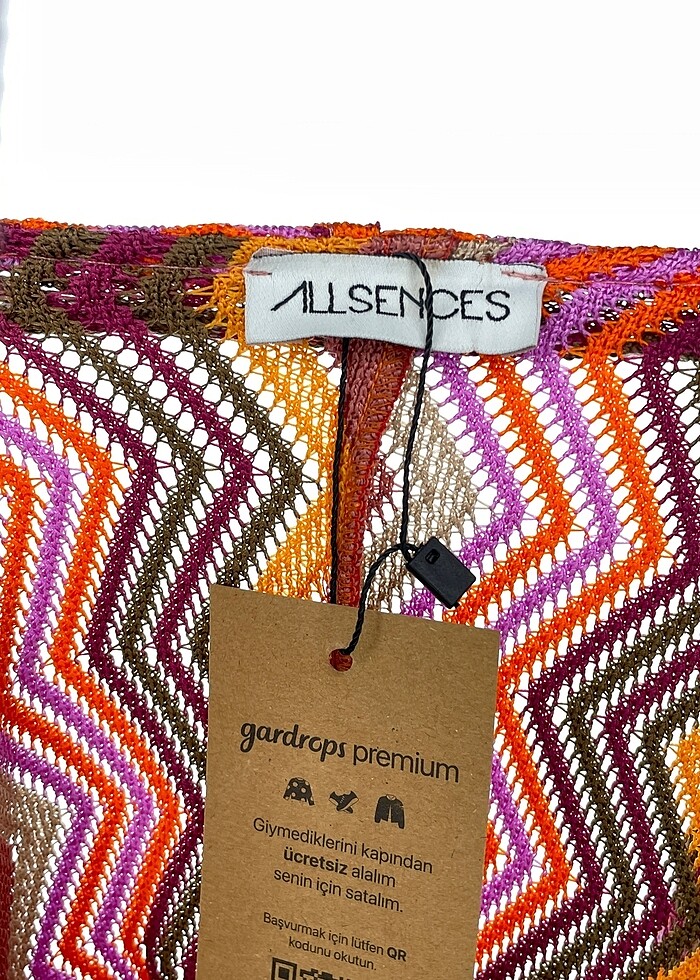 ALLSENCES
gardrops premium
Giymediklerini kapından
ücretsiz alalım
senin için satalım.
Başvurmak için lütfen QR
kodunu okutun.